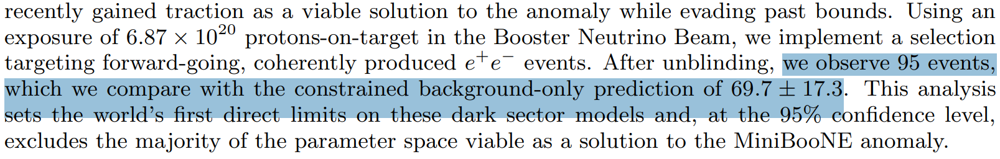 recently gained traction as a viable solution to the anomaly while evading past bounds. Using an
exposure of 6.87 × 10²⁰ protons-on-target in the Booster Neutrino Beam, we implement a selection
targeting forward-going, coherently produced e⁺e⁻ events. After unblinding, we observe 95 events,
which we compare with the constrained background-only prediction of 69.7 ± 17.3. This analysis
sets the world's first direct limits on these dark sector models and, at the 95% confidence level,
excludes the majority of the parameter space viable as a solution to the MiniBooNE anomaly.